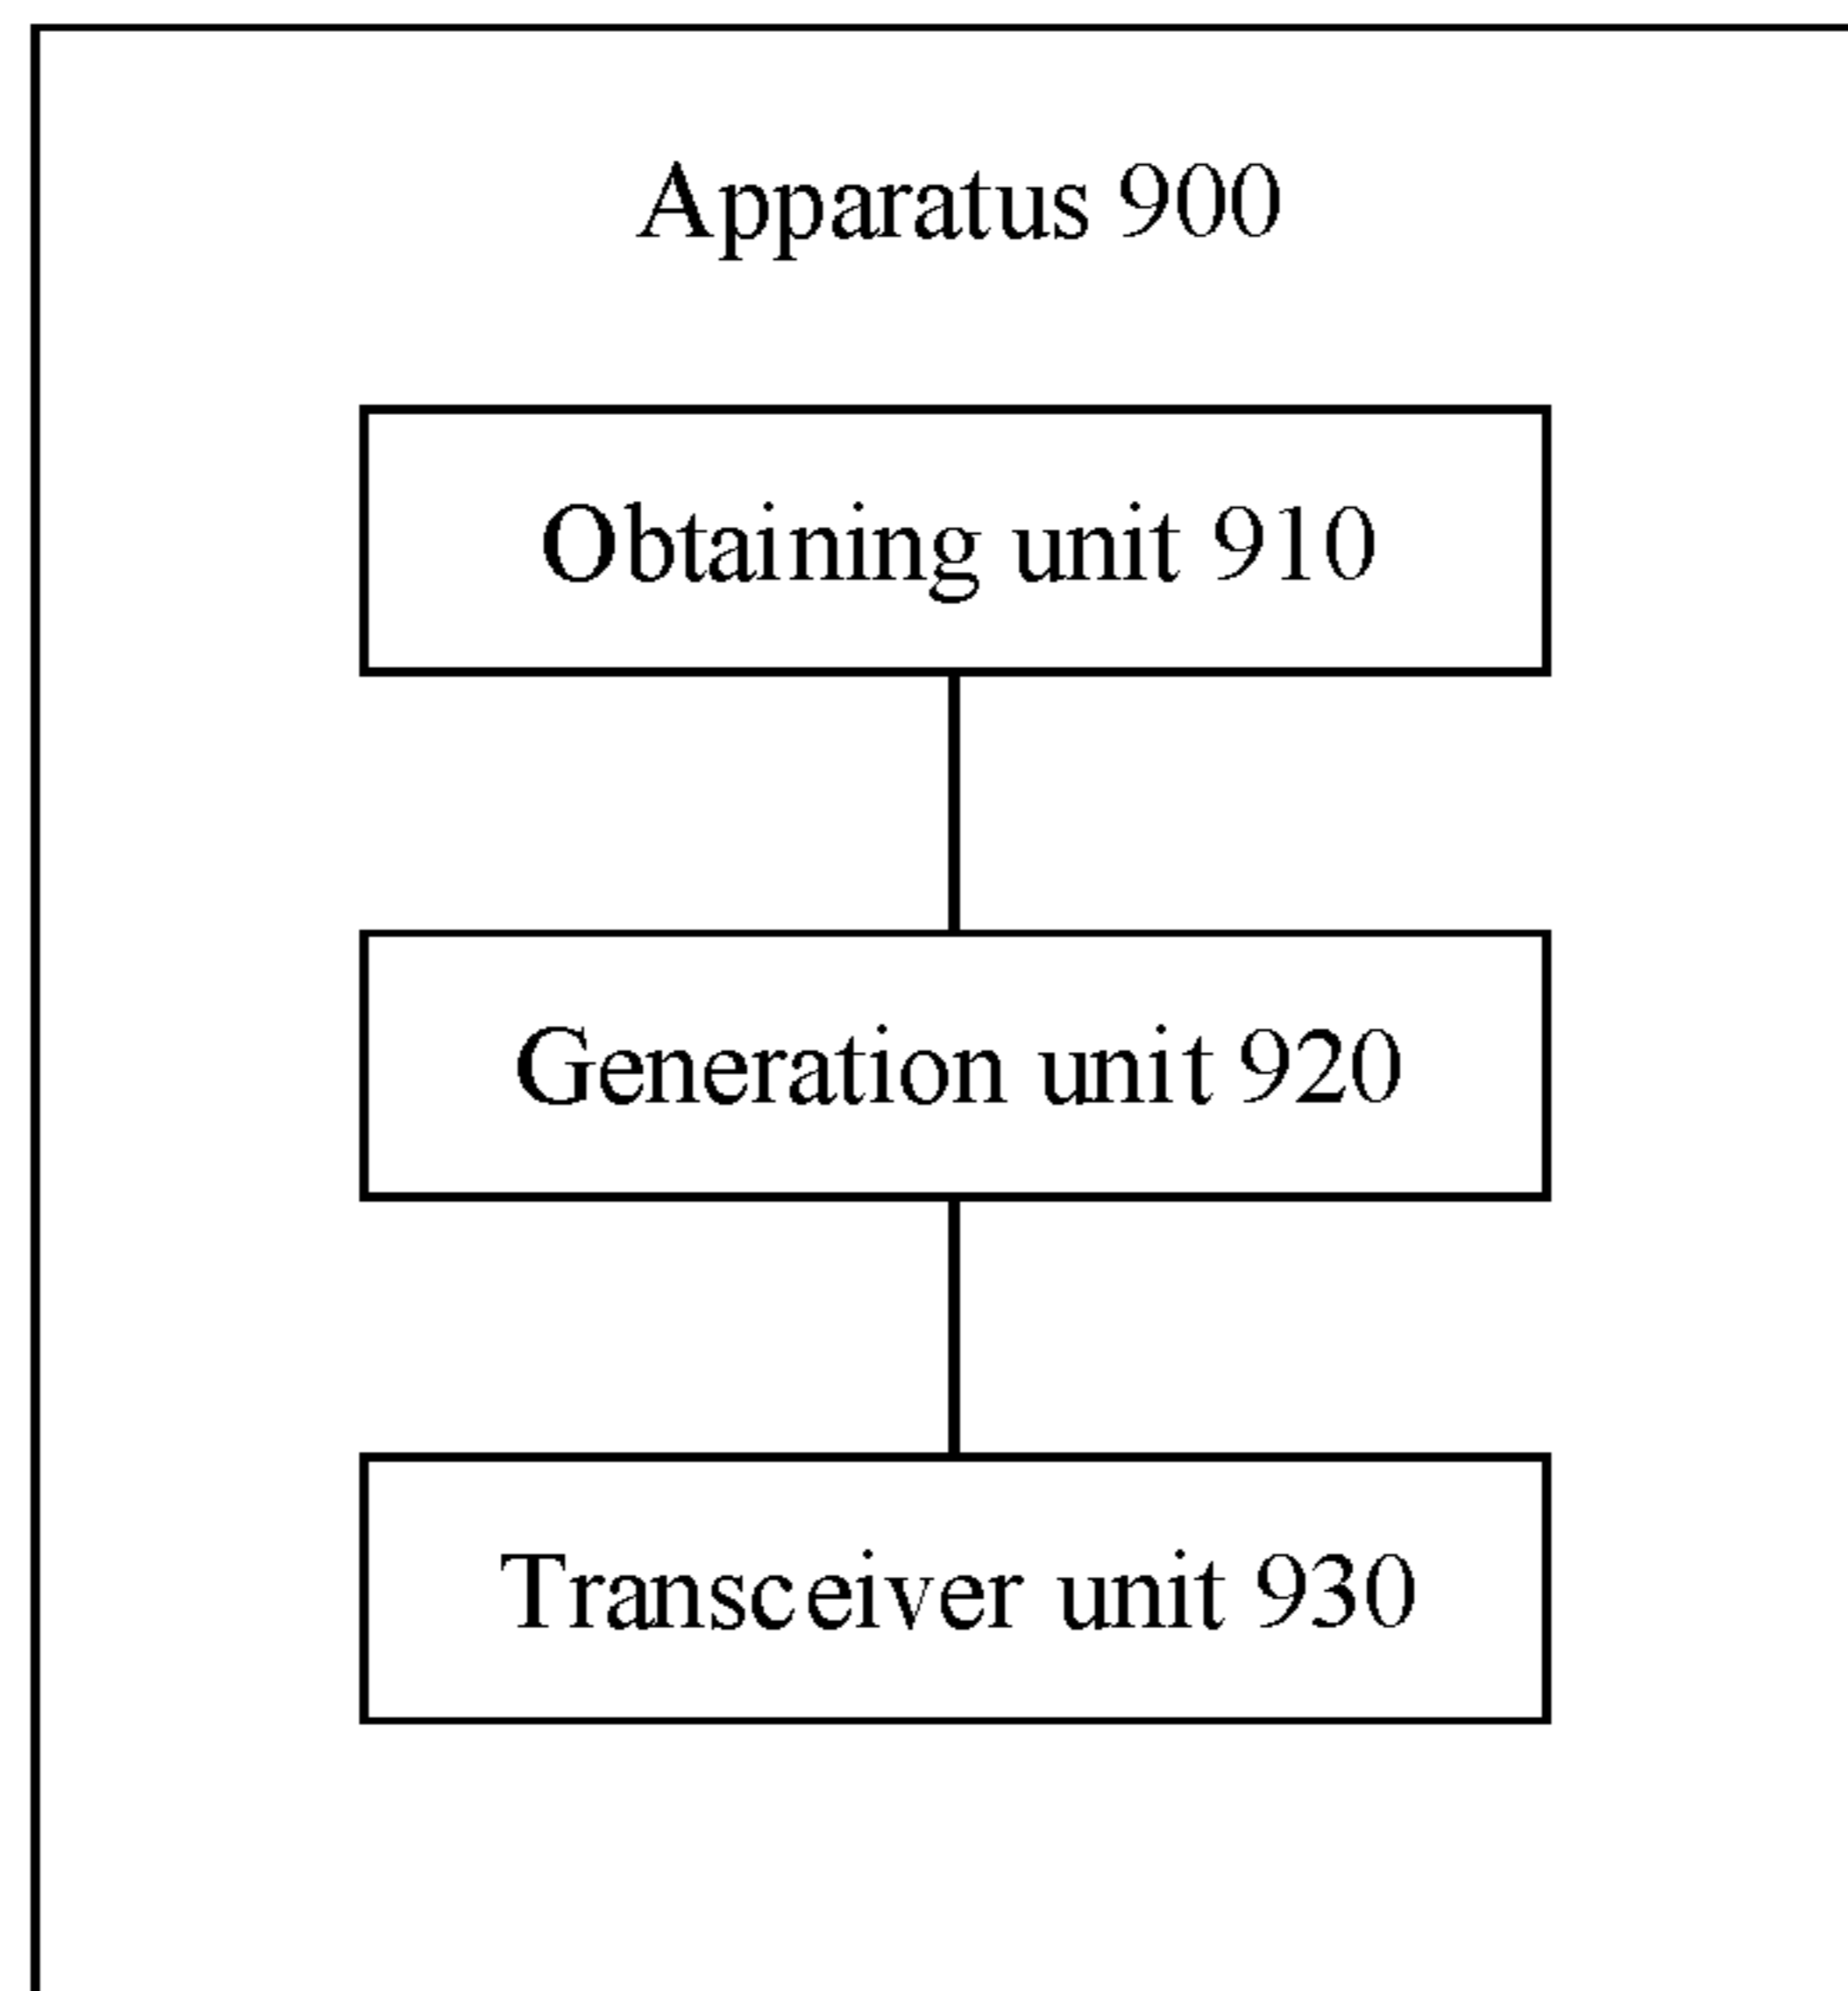 Apparatus 900
Obtaining unit 910
Generation unit 920
Transceiver unit 930